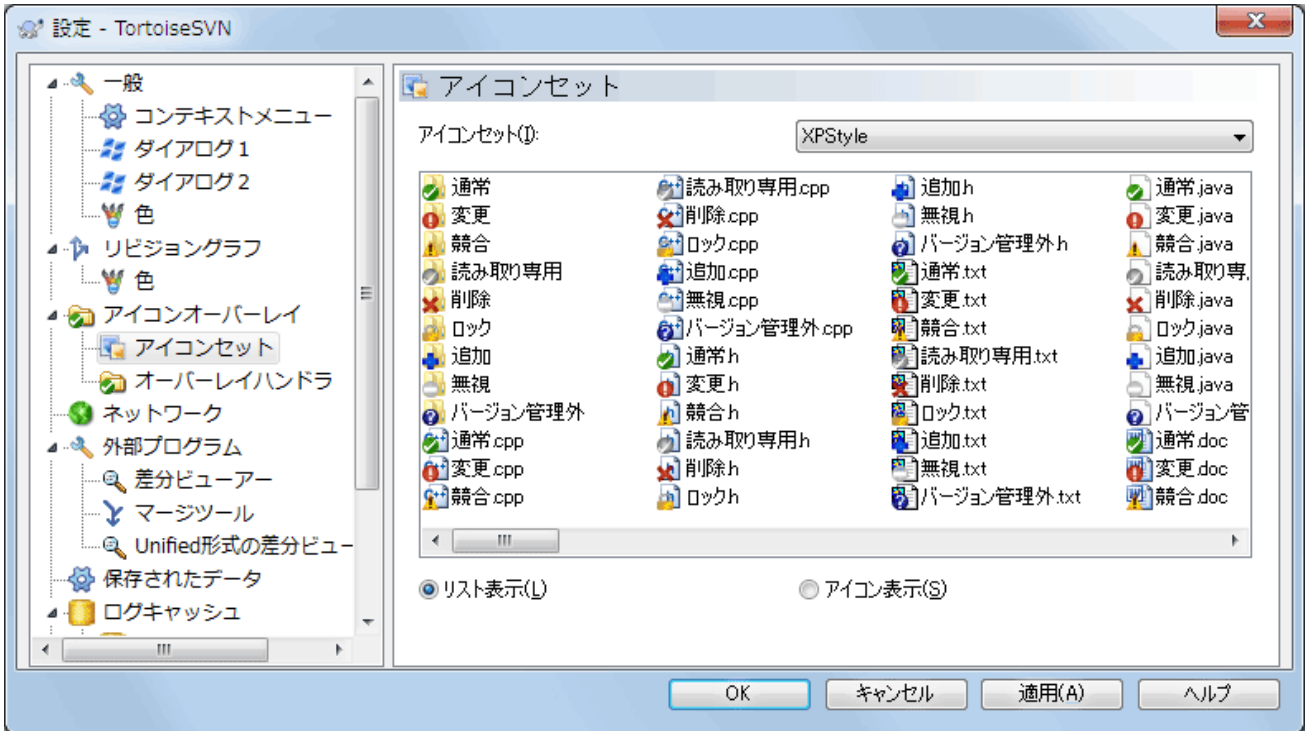 設定 - TortoiseSVN
一般
コンテキストメニュー
ダイアログ1
ダイアログ2
色
リビジョングラフ
色
アイコンオーバーレイ
アイコンセット
オーバーレイハンドラ
ネットワーク
外部プログラム
差分ビューアー
マージツール
Unified形式の差分ビュー
保存されたデータ
ログキャッシュ
アイコンセット
アイコンセット(I):
XPStyle
通常
変更
競合
読み取り専用
削除
ロック
追加
無視
バージョン管理外
通常.cpp
変更.cpp
競合.cpp
読み取り専用.cpp
削除.cpp
ロック.cpp
追加.cpp
無視.cpp
バージョン管理外.cpp
通常.h
変更.h
競合.h
読み取り専用.h
削除.h
ロック.h
追加.h
無視.h
バージョン管理外.h
通常.txt
変更.txt
競合.txt
読み取り専用.txt
削除.txt
ロック.txt
追加.txt
無視.txt
バージョン管理外.txt
通常.java
変更.java
競合.java
読み取り専.
削除.java
ロック.java
追加.java
無視.java
バージョン管
通常.doc
変更.doc
競合.doc
リスト表示(L)
アイコン表示(S)
OK
キャンセル
適用(A)
ヘルプ